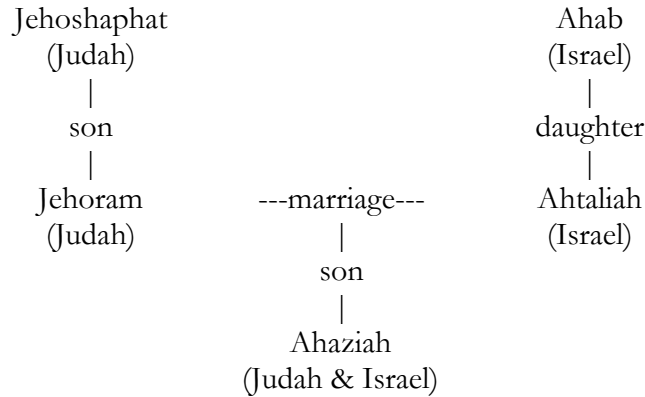 Jehoshaphat Ahab
(Judah) (Israel)
| |
son daughter
| |
Jehoram ---marriage--- Ahtaliah
(Judah) | (Israel)
son
|
Ahaziah
(Judah & Israel)